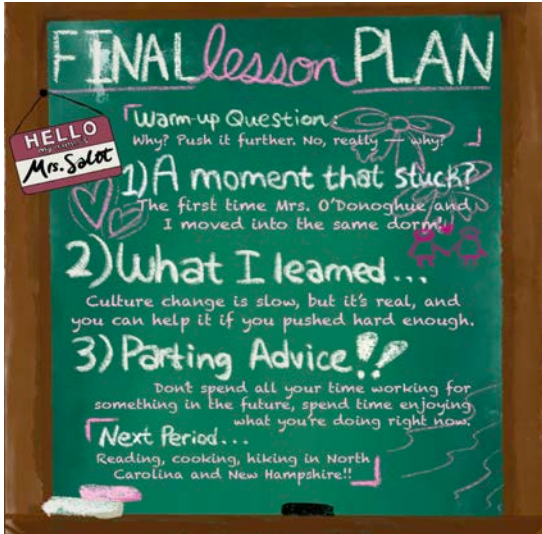 FINAL lesson PLAN
HELLO
my name is
Mrs. Salot
Warm-up Question:
Why? Push it further. No, really — why?
1) A moment that stuck?
The first time Mrs. O'Donoghue and
I moved into the same dorm!
2) What I learned...
Culture change is slow, but it's real, and
you can help it if you pushed hard enough.
3) Parting Advice!!
Don't spend all your time working for
something in the future, spend time enjoying
what you're doing right now.
Next Period...
Reading, cooking, hiking in North
Carolina and New Hampshire!!